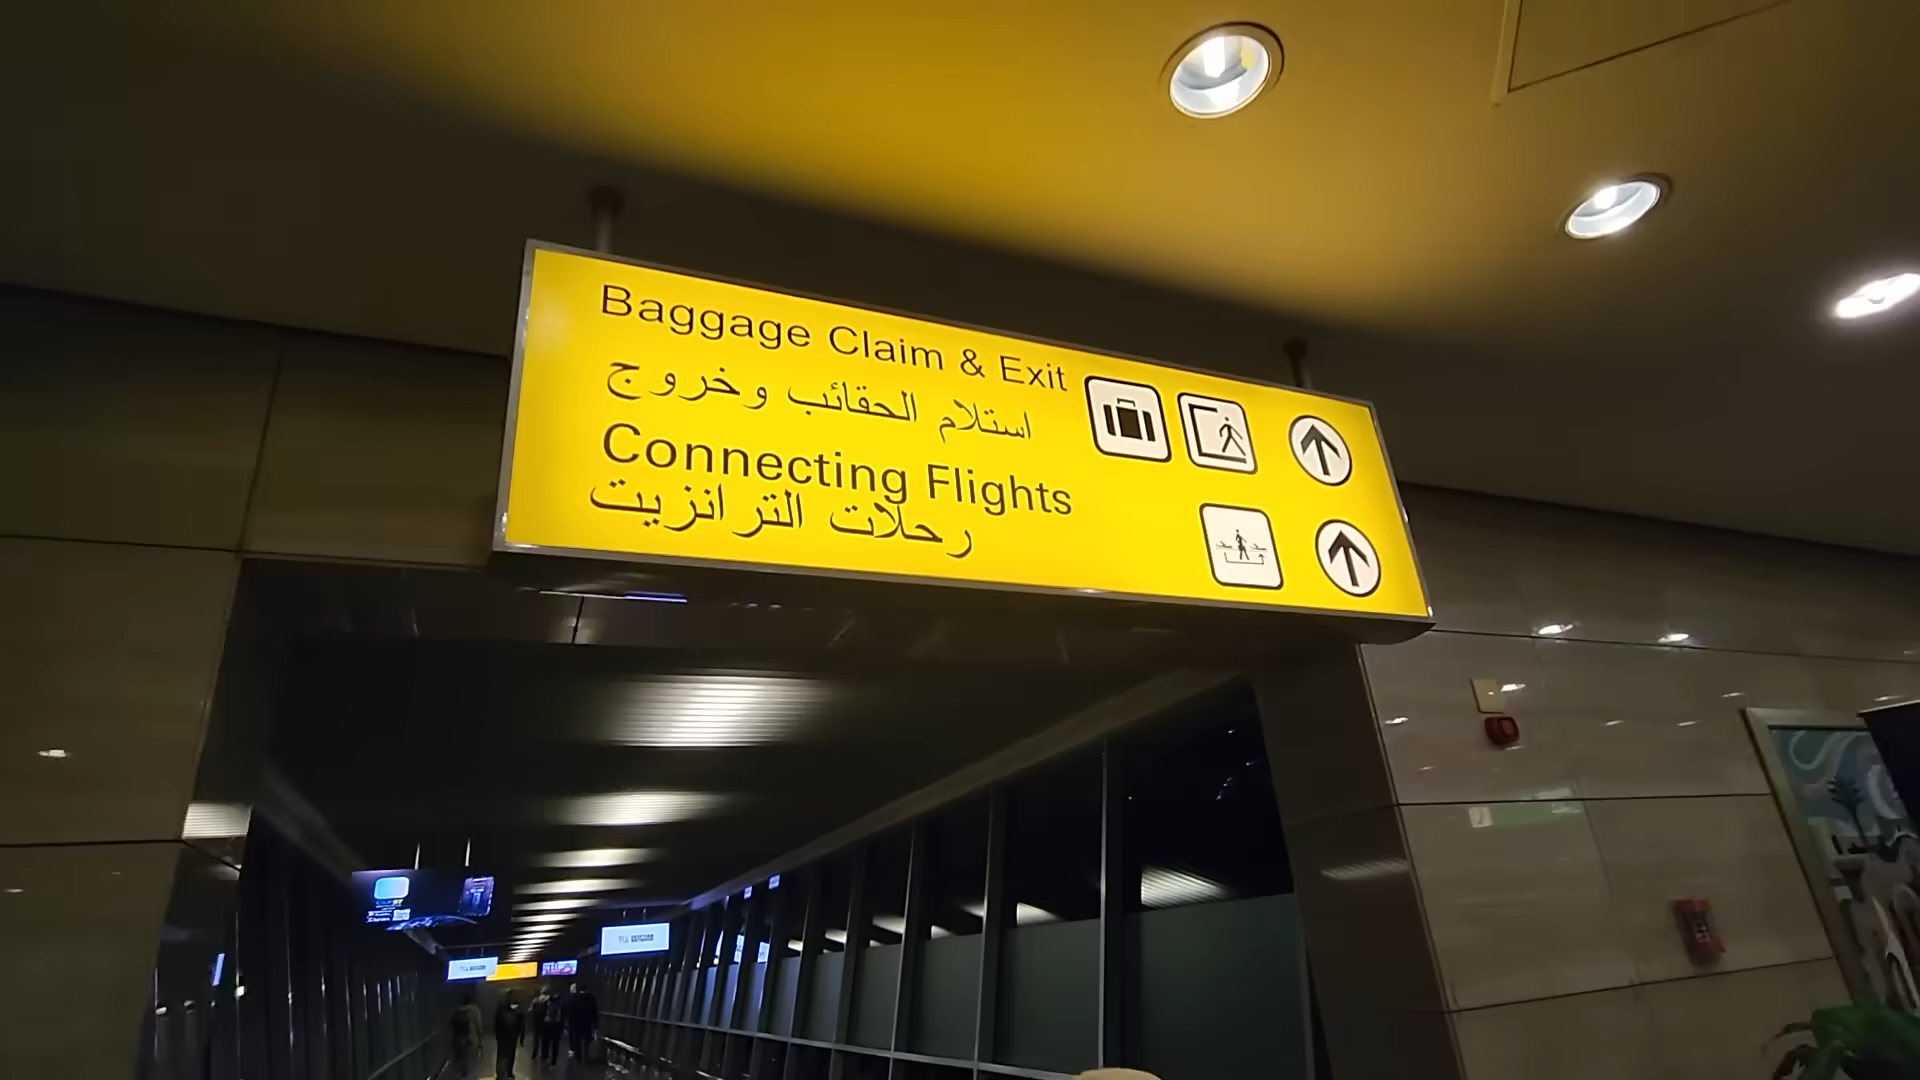 Baggage Claim & Exit
استلام الحقائب وخروج
Connecting Flights
رحلات الترانزيت